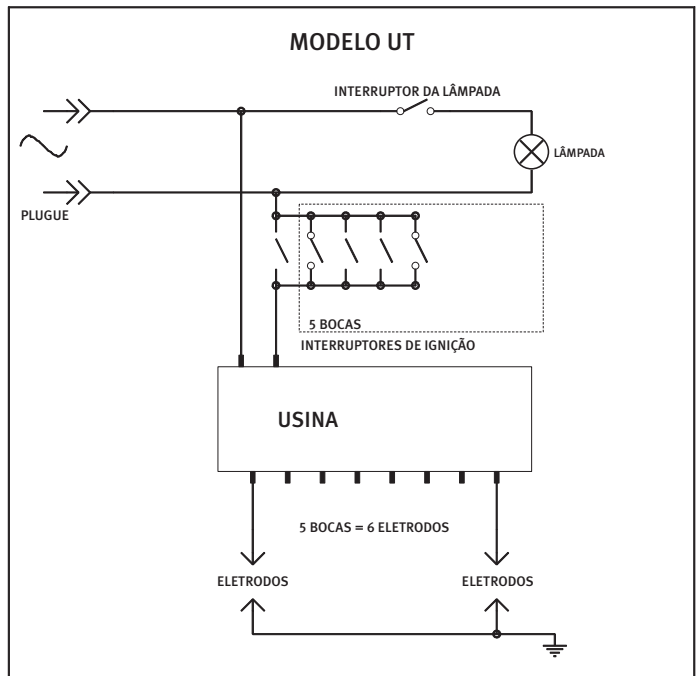 MODELO UT
INTERRUPTOR DA LÂMPADA
LÂMPADA
PLUGUE
5 BOCAS
INTERRUPTORES DE IGNIÇÃO
USINA
5 BOCAS = 6 ELETRODOS
ELETRODOS
ELETRODOS